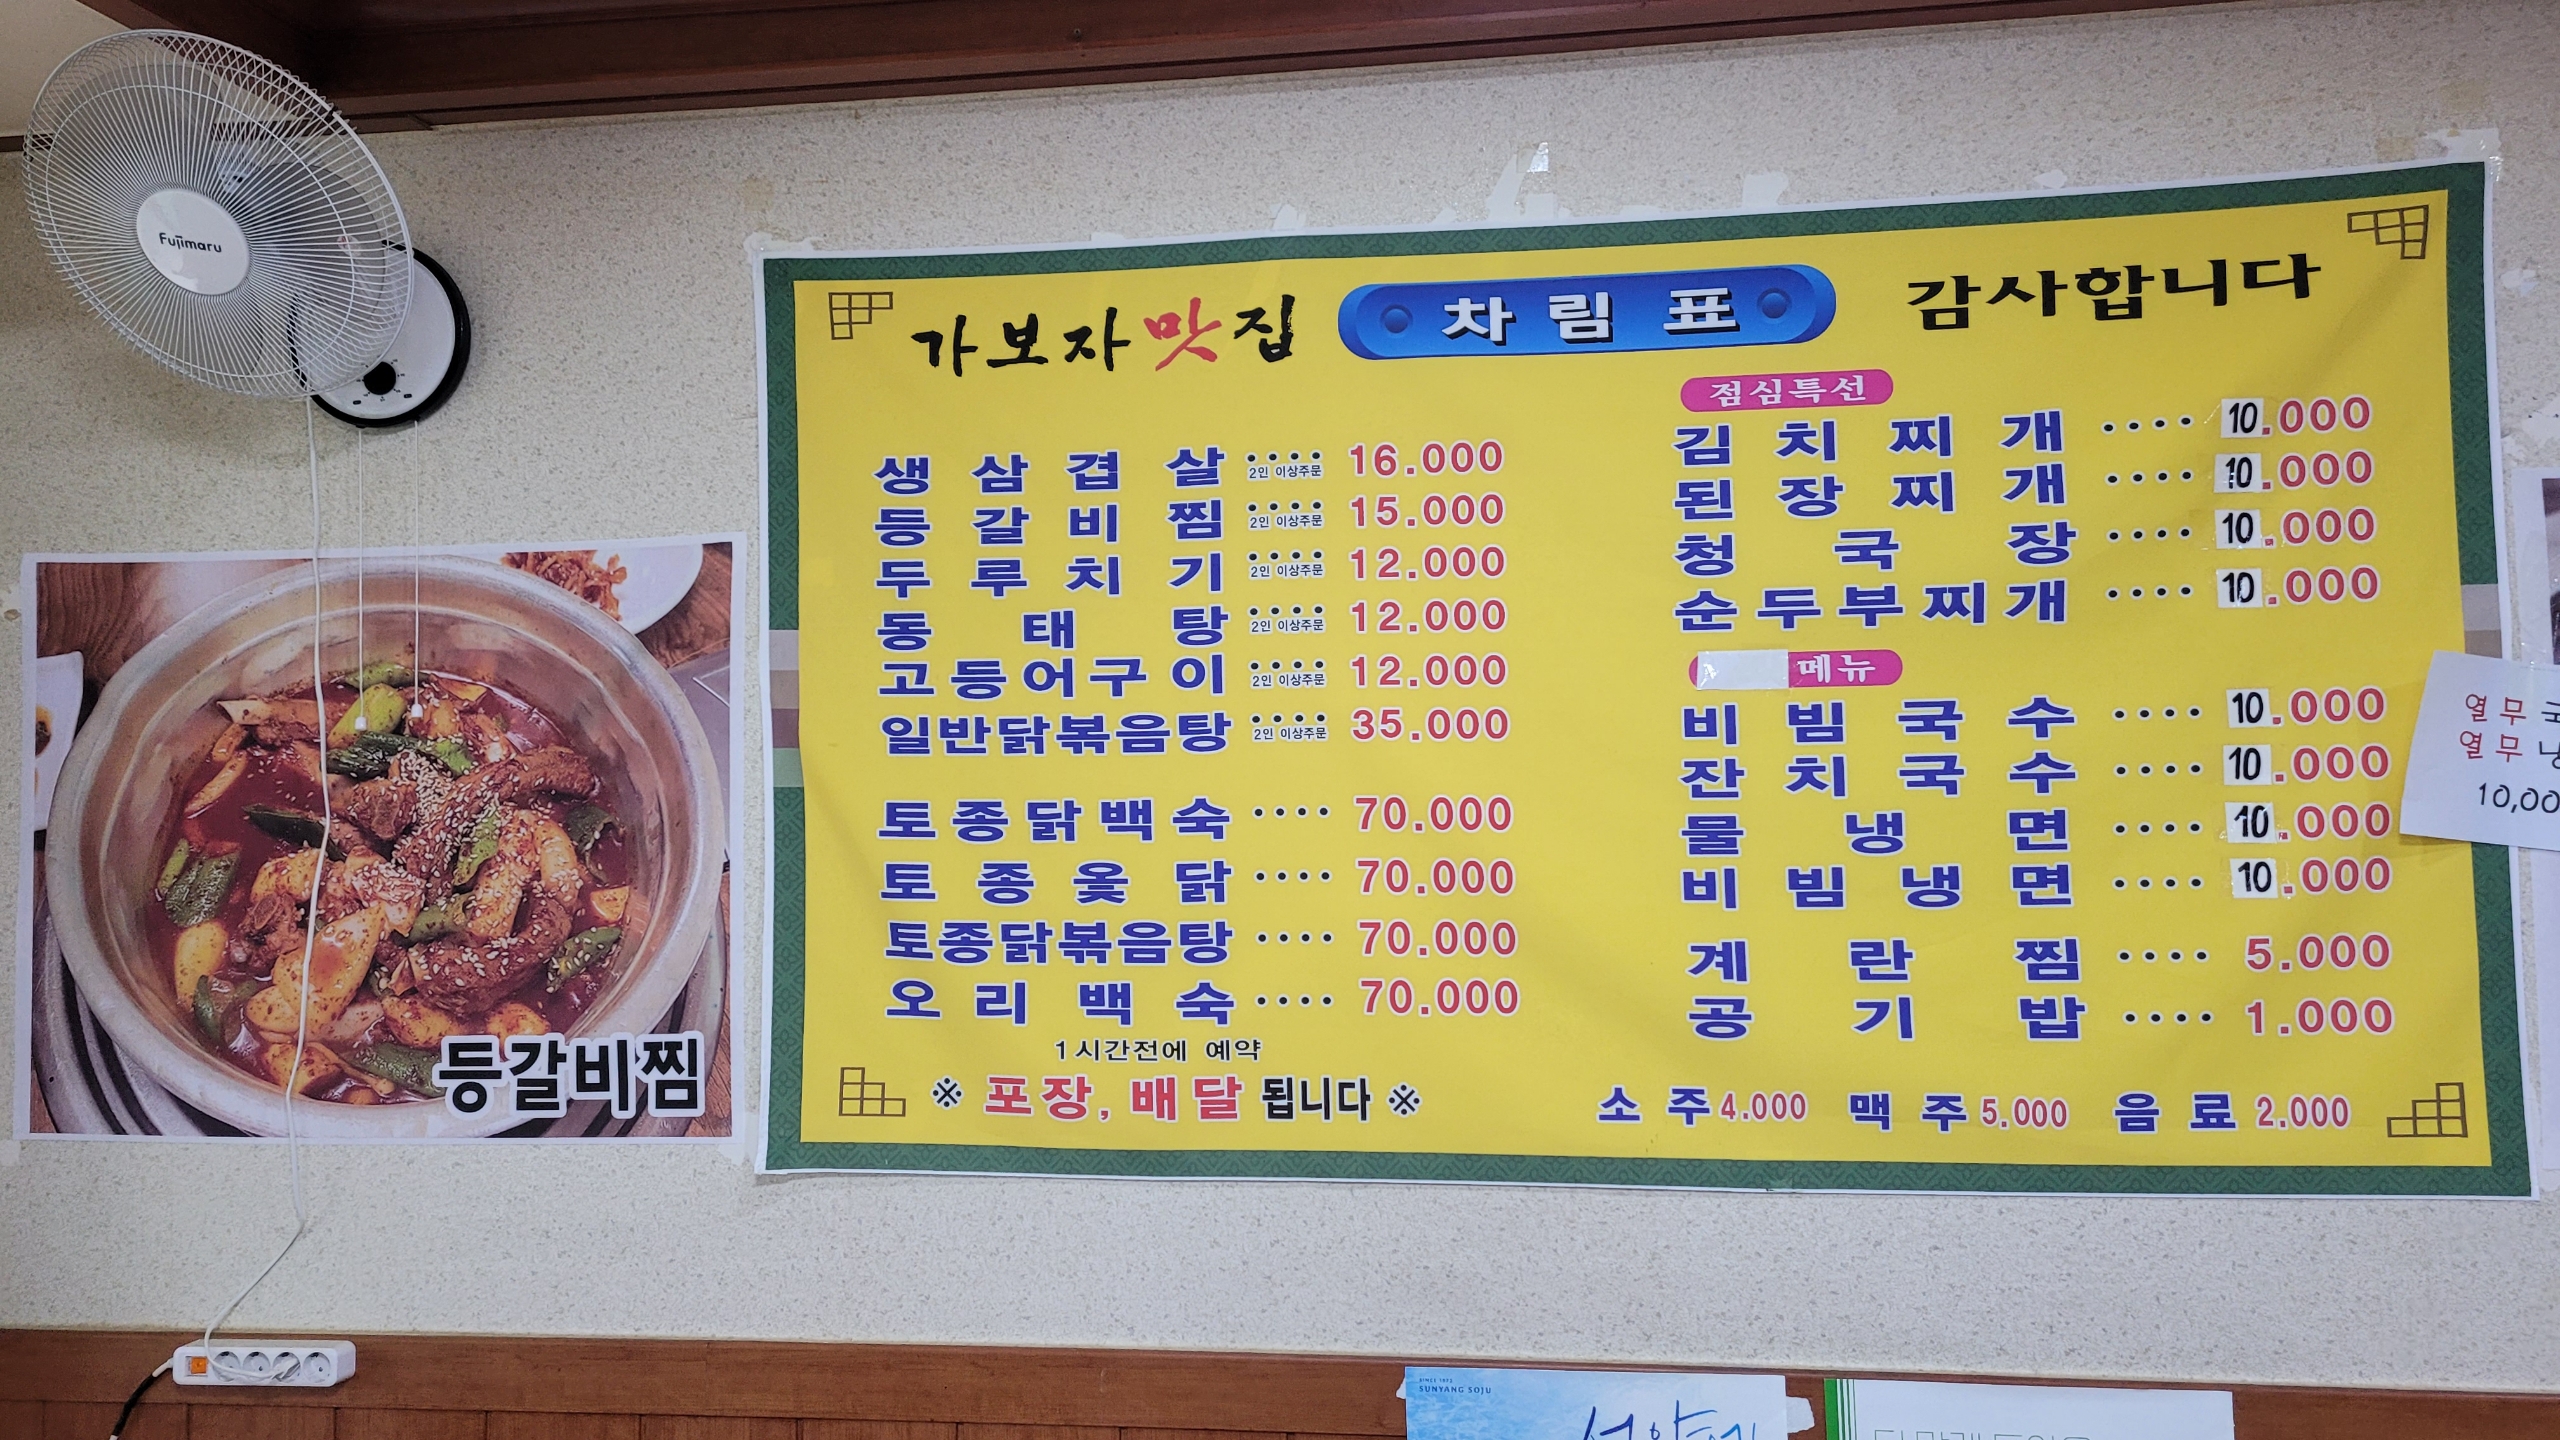 Fujimaru
가보자맛집
차림표
감사합니다
생삼겹살 ···· 2인 이상주문 16.000
등갈비찜 ···· 2인 이상주문 15.000
두루치기 ···· 2인 이상주문 12.000
동태탕 ···· 2인 이상주문 12.000
고등어구이 ···· 2인 이상주문 12.000
일반닭볶음탕 ···· 2인 이상주문 35.000
토종닭백숙 ···· 70.000
토종옻닭 ···· 70.000
토종닭볶음탕 ···· 70.000
오리백숙 ···· 70.000
1시간전에 예약
※ 포장, 배달 됩니다 ※
점심특선
김치찌개 ···· 10.000
된장찌개 ···· 10.000
청국장 ···· 10.000
순두부찌개 ···· 10.000
메뉴
비빔국수 ···· 10.000
잔치국수 ···· 10.000
물냉면 ···· 10.000
비빔냉면 ···· 10.000
계란찜 ···· 5.000
공기밥 ···· 1.000
소주 4.000 맥주 5.000 음료 2.000
등갈비찜
열무
열무
10,00
SINCE 1973
SUNYANG SOJU